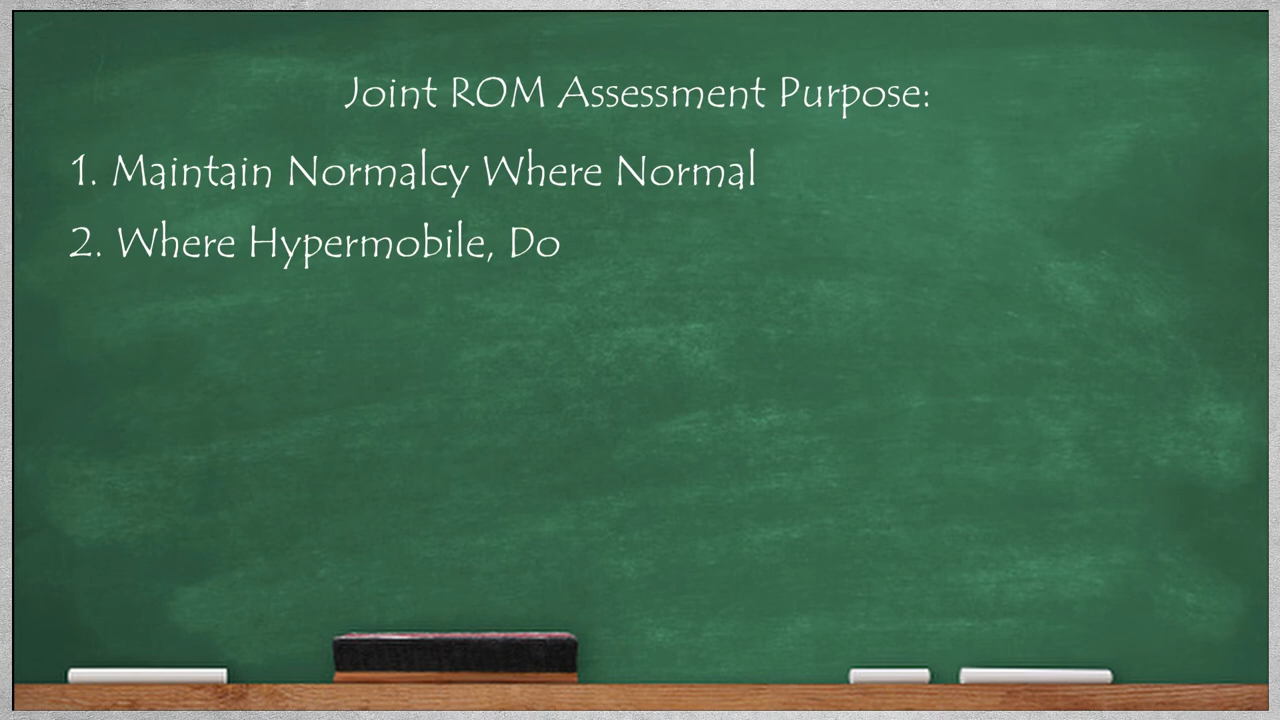 Joint ROM Assessment Purpose:
1. Maintain Normalcy Where Normal
2. Where Hypermobile, Do